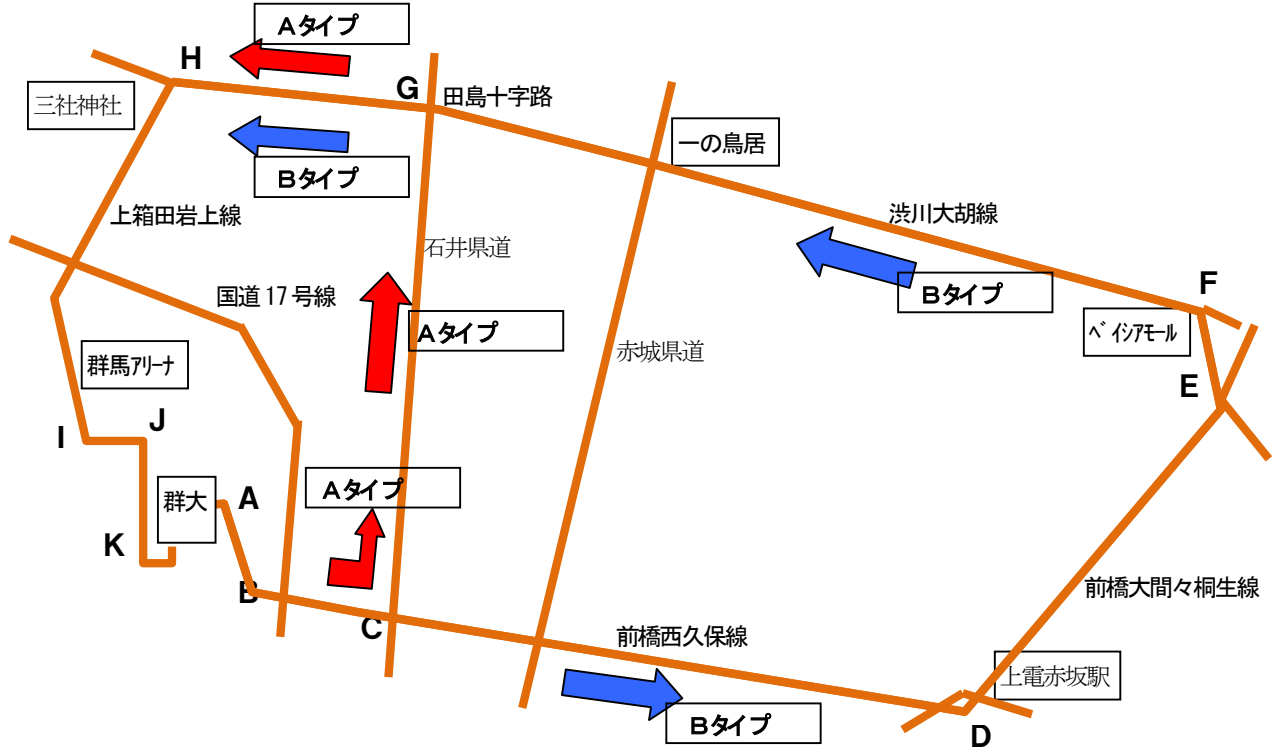 Aタイプ
H
G
田島十字路
三社神社
一の鳥居
Bタイプ
上箱田岩上線
渋川大胡線
石井県道
国道17号線
Bタイプ
F
Aタイプ
ベイシアモール
赤城県道
群馬アリーナ
E
I
J
Aタイプ
群大
A
K
B
C
前橋大間々桐生線
前橋西久保線
上電赤坂駅
Bタイプ
D